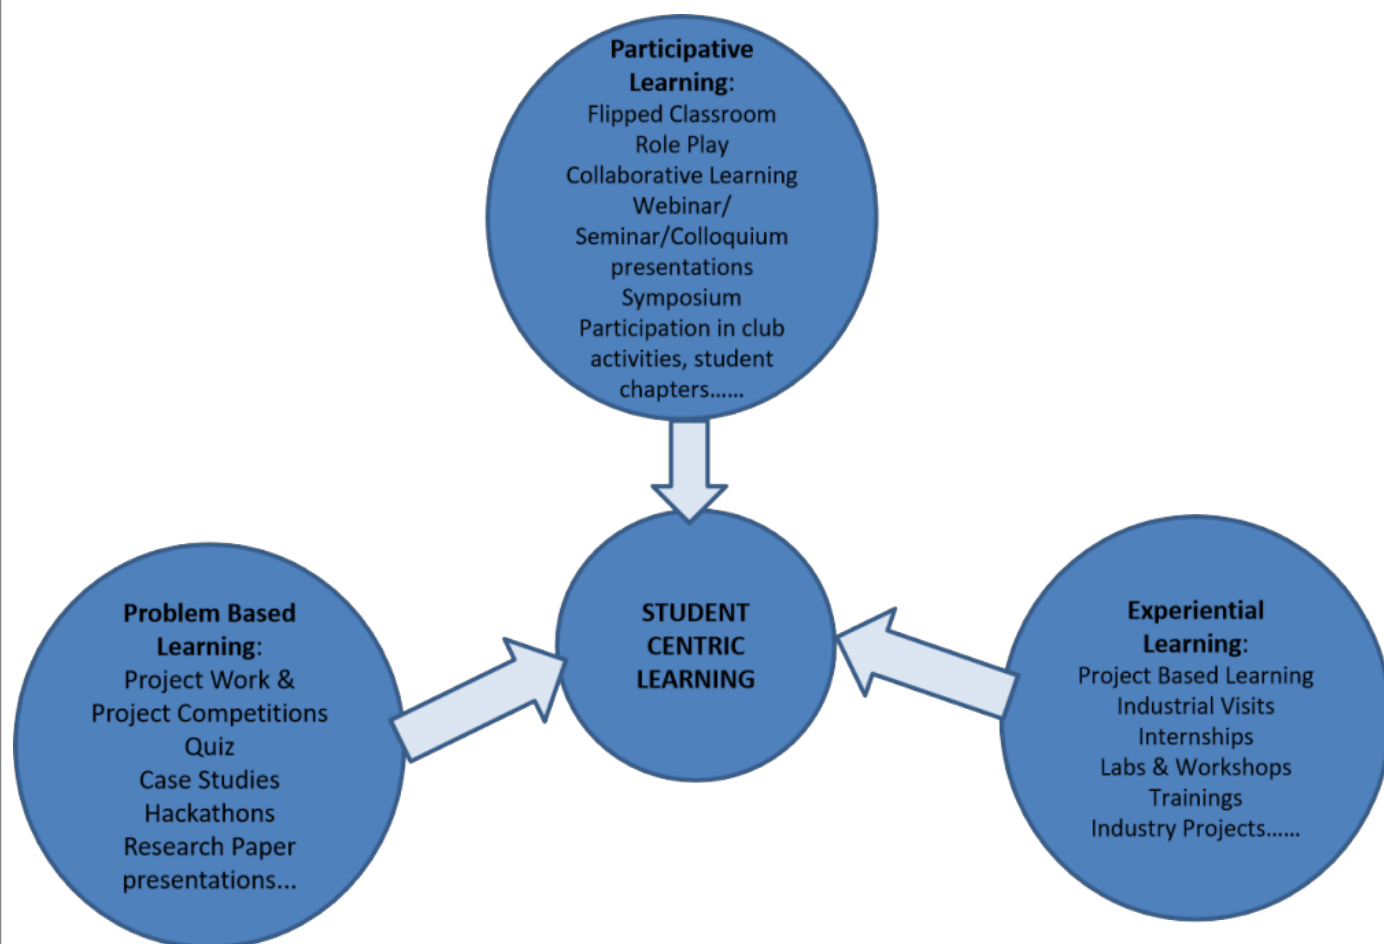 Participative
Learning:
Flipped Classroom
Role Play
Collaborative Learning
Webinar/
Seminar/Colloquium
presentations
Symposium
Participation in club
activities, student
chapters......
Problem Based
Learning:
Project Work &
Project Competitions
Quiz
Case Studies
Hackathons
Research Paper
presentations...
STUDENT
CENTRIC
LEARNING
Experiential
Learning:
Project Based Learning
Industrial Visits
Internships
Labs & Workshops
Trainings
Industry Projects......